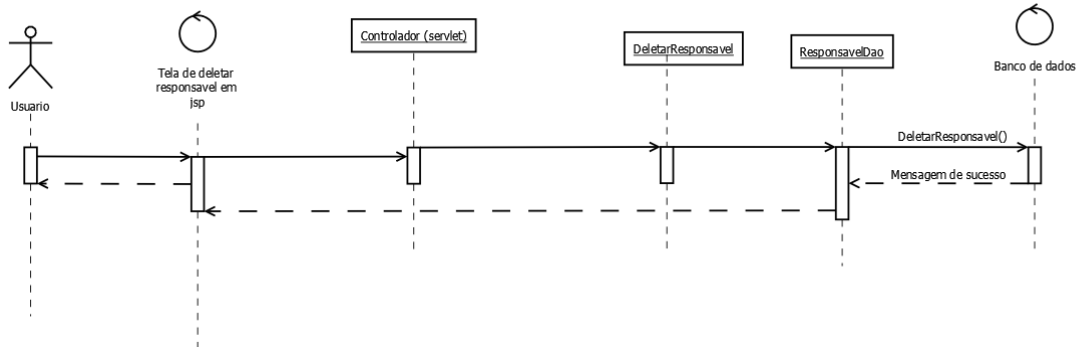 Usuario
Tela de deletar
responsavel em
jsp
Controlador (servlet)
DeletarResponsavel
ResponsavelDao
Banco de dados
DeletarResponsavel()
Mensagem de sucesso